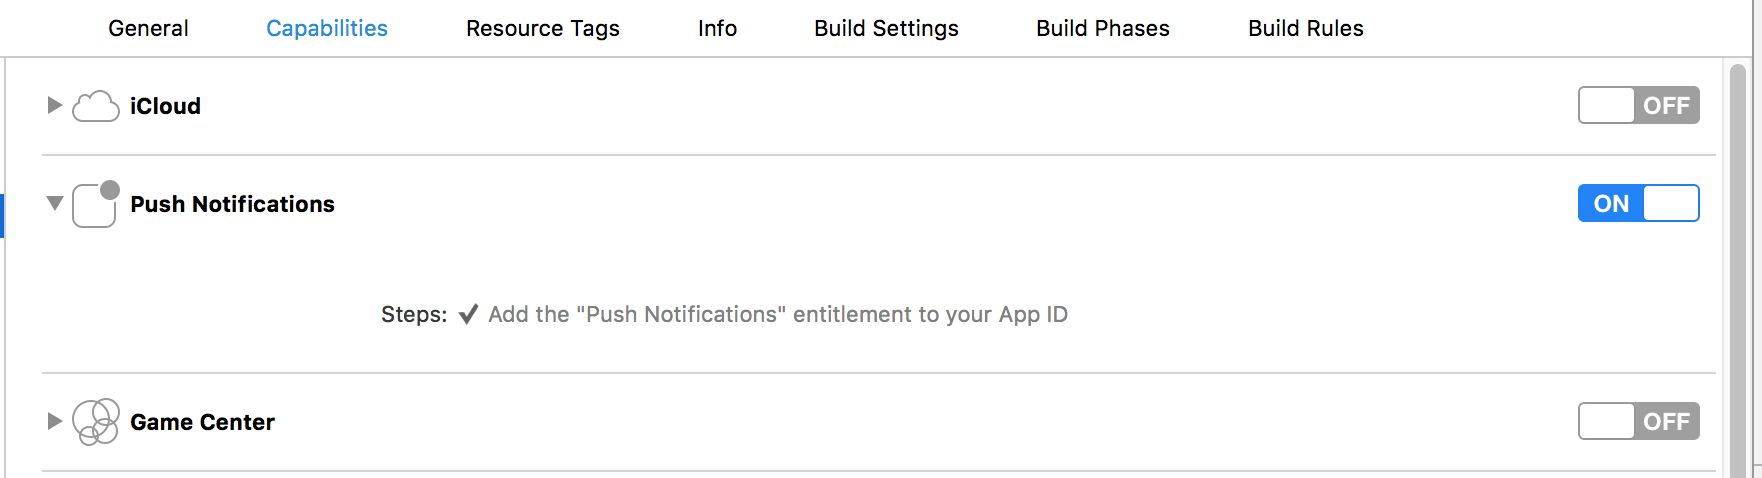 General Capabilities Resource Tags Info Build Settings Build Phases Build Rules
iCloud OFF
Push Notifications ON
Steps: ✔ Add the "Push Notifications" entitlement to your App ID
Game Center OFF